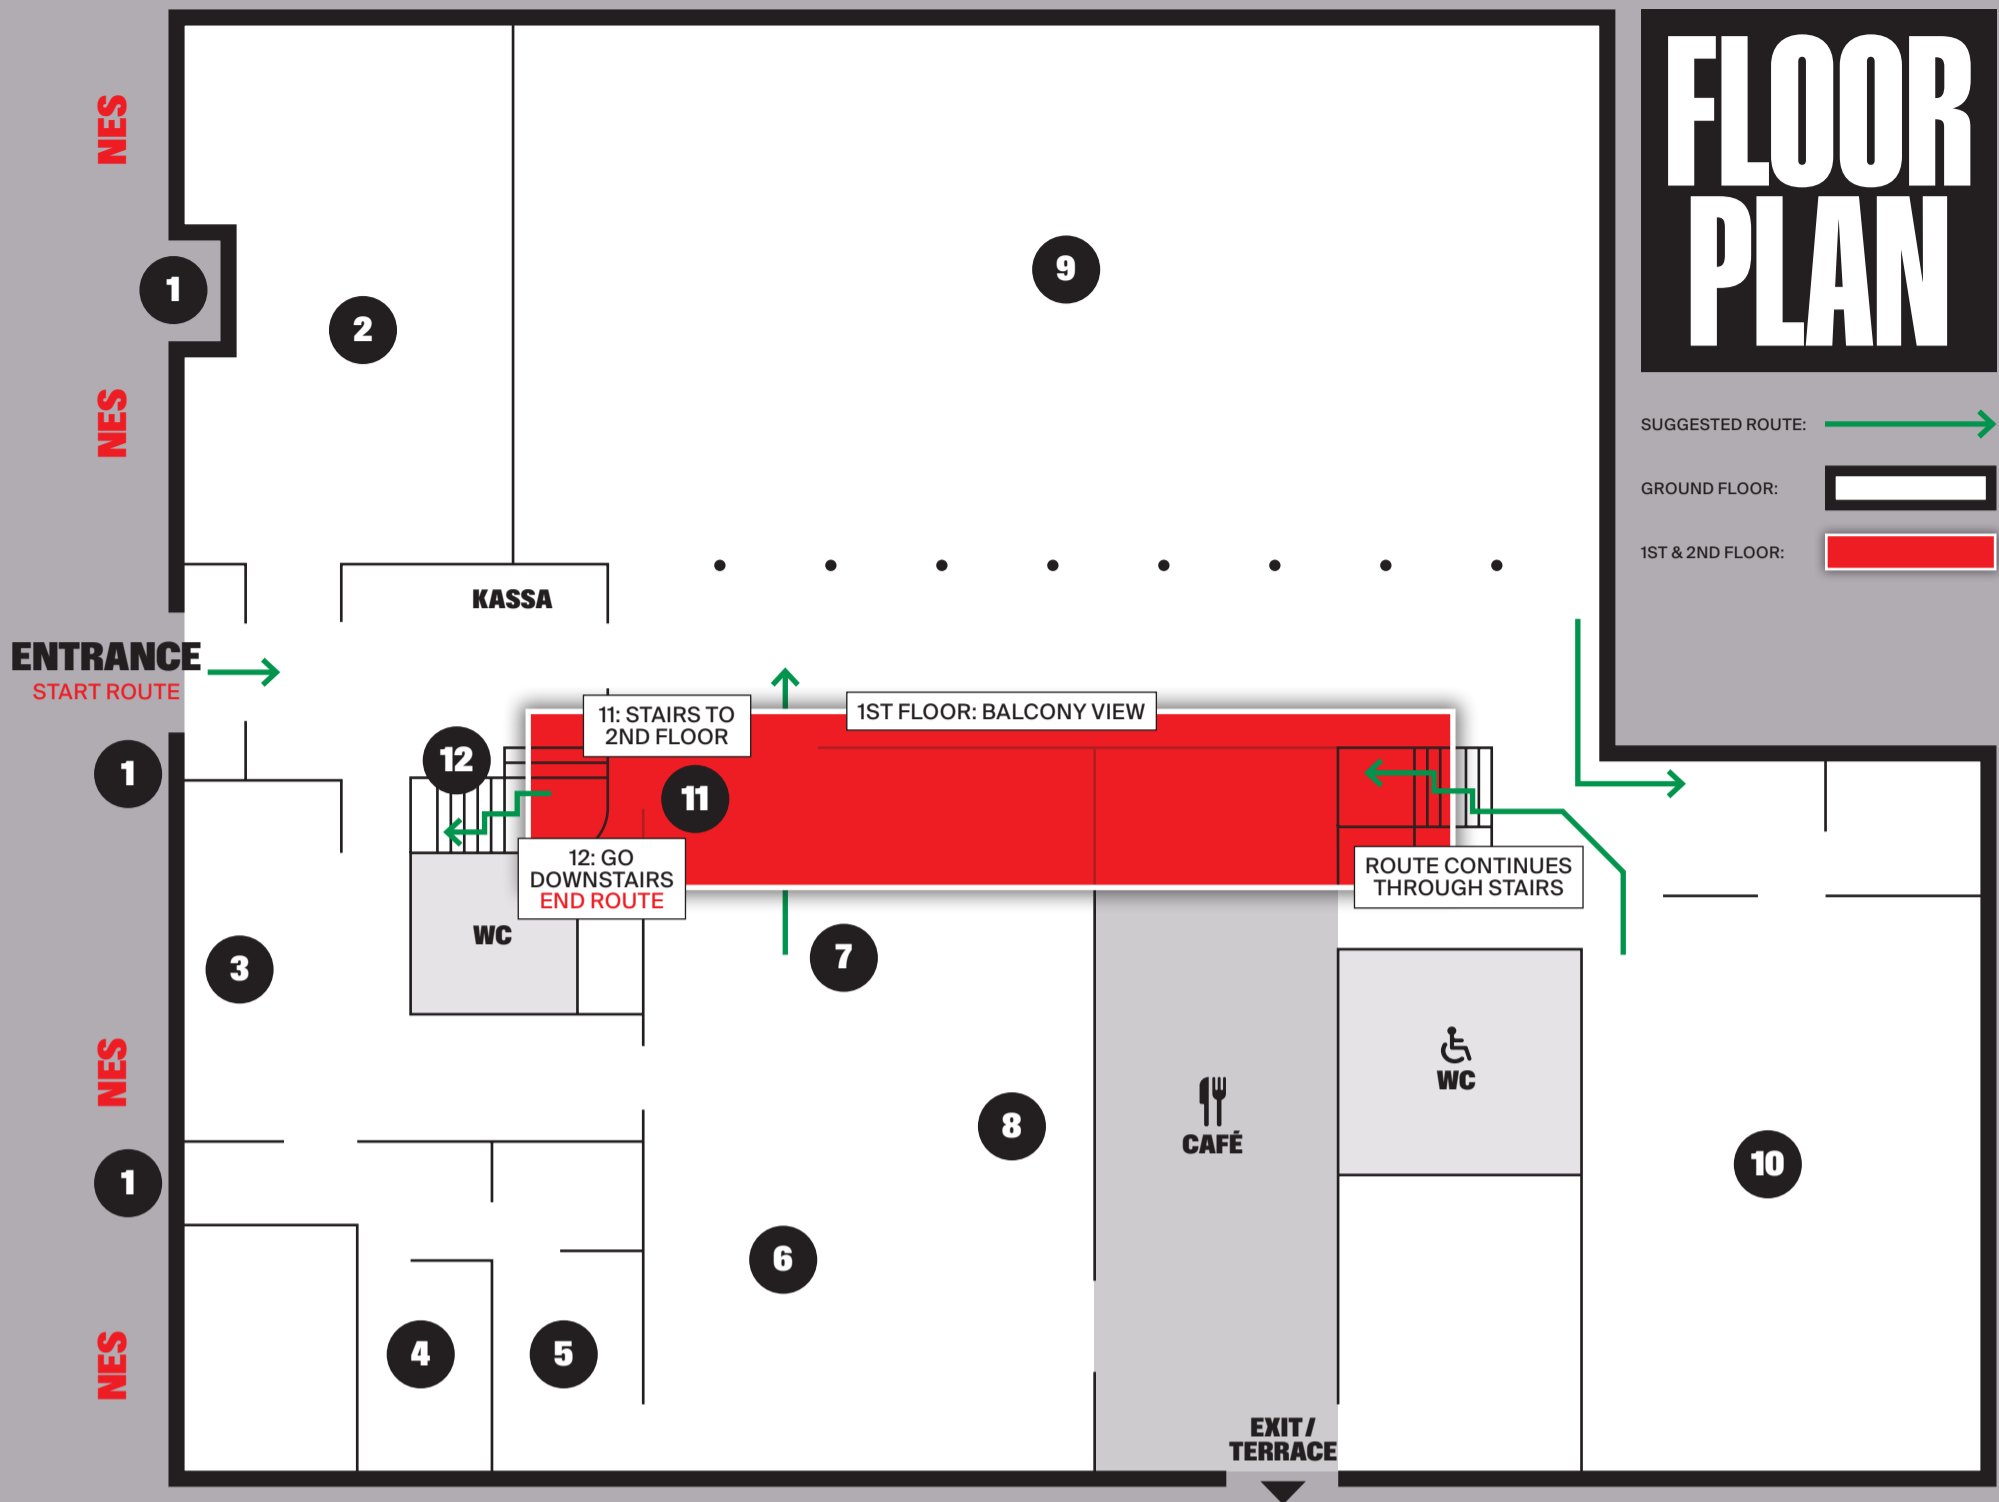 FLOOR
PLAN
SUGGESTED ROUTE:
GROUND FLOOR:
1ST & 2ND FLOOR:
NES
1
2
9
NES
KASSA
ENTRANCE
START ROUTE
11: STAIRS TO
2ND FLOOR
1ST FLOOR: BALCONY VIEW
1
12
11
12: GO
DOWNSTAIRS
END ROUTE
ROUTE CONTINUES
THROUGH STAIRS
WC
3
7
NES
8
WC
CAFÉ
10
1
6
4
5
NES
EXIT/
TERRACE